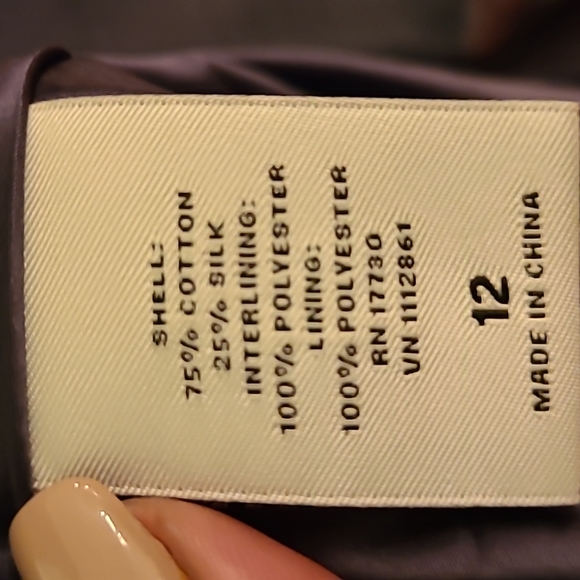 SHELL:
75% COTTON
25% SILK
INTERLINING:
100% POLYESTER
LINING:
100% POLYESTER
RN 17730
VN 1112861
12
MADE IN CHINA